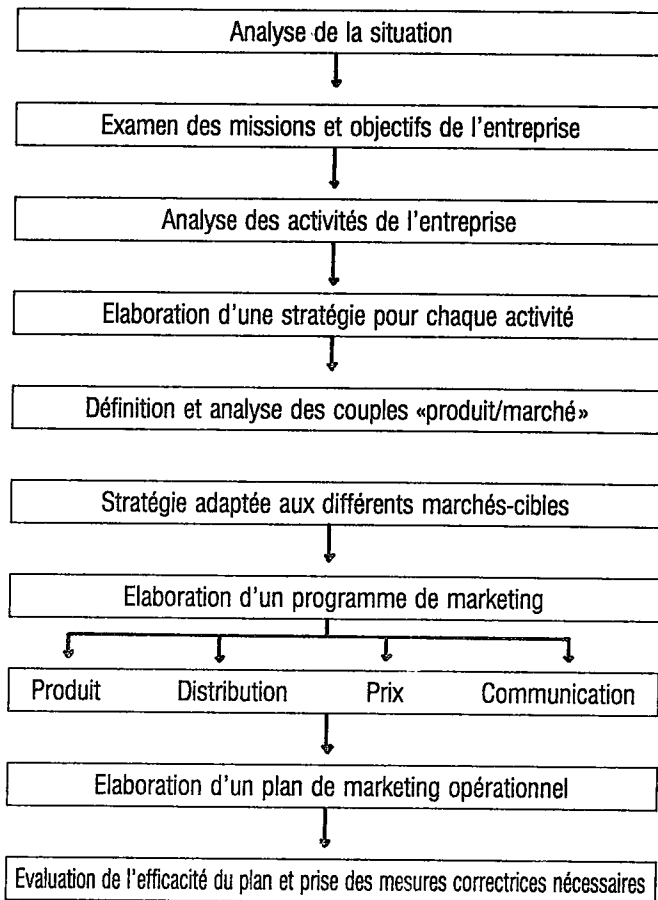 Analyse de la situation
Examen des missions et objectifs de l'entreprise
Analyse des activités de l'entreprise
Elaboration d'une stratégie pour chaque activité
Définition et analyse des couples «produit/marché»
Stratégie adaptée aux différents marchés-cibles
Elaboration d'un programme de marketing
Produit Distribution Prix Communication
Elaboration d'un plan de marketing opérationnel
Evaluation de l'efficacité du plan et prise des mesures correctrices nécessaires